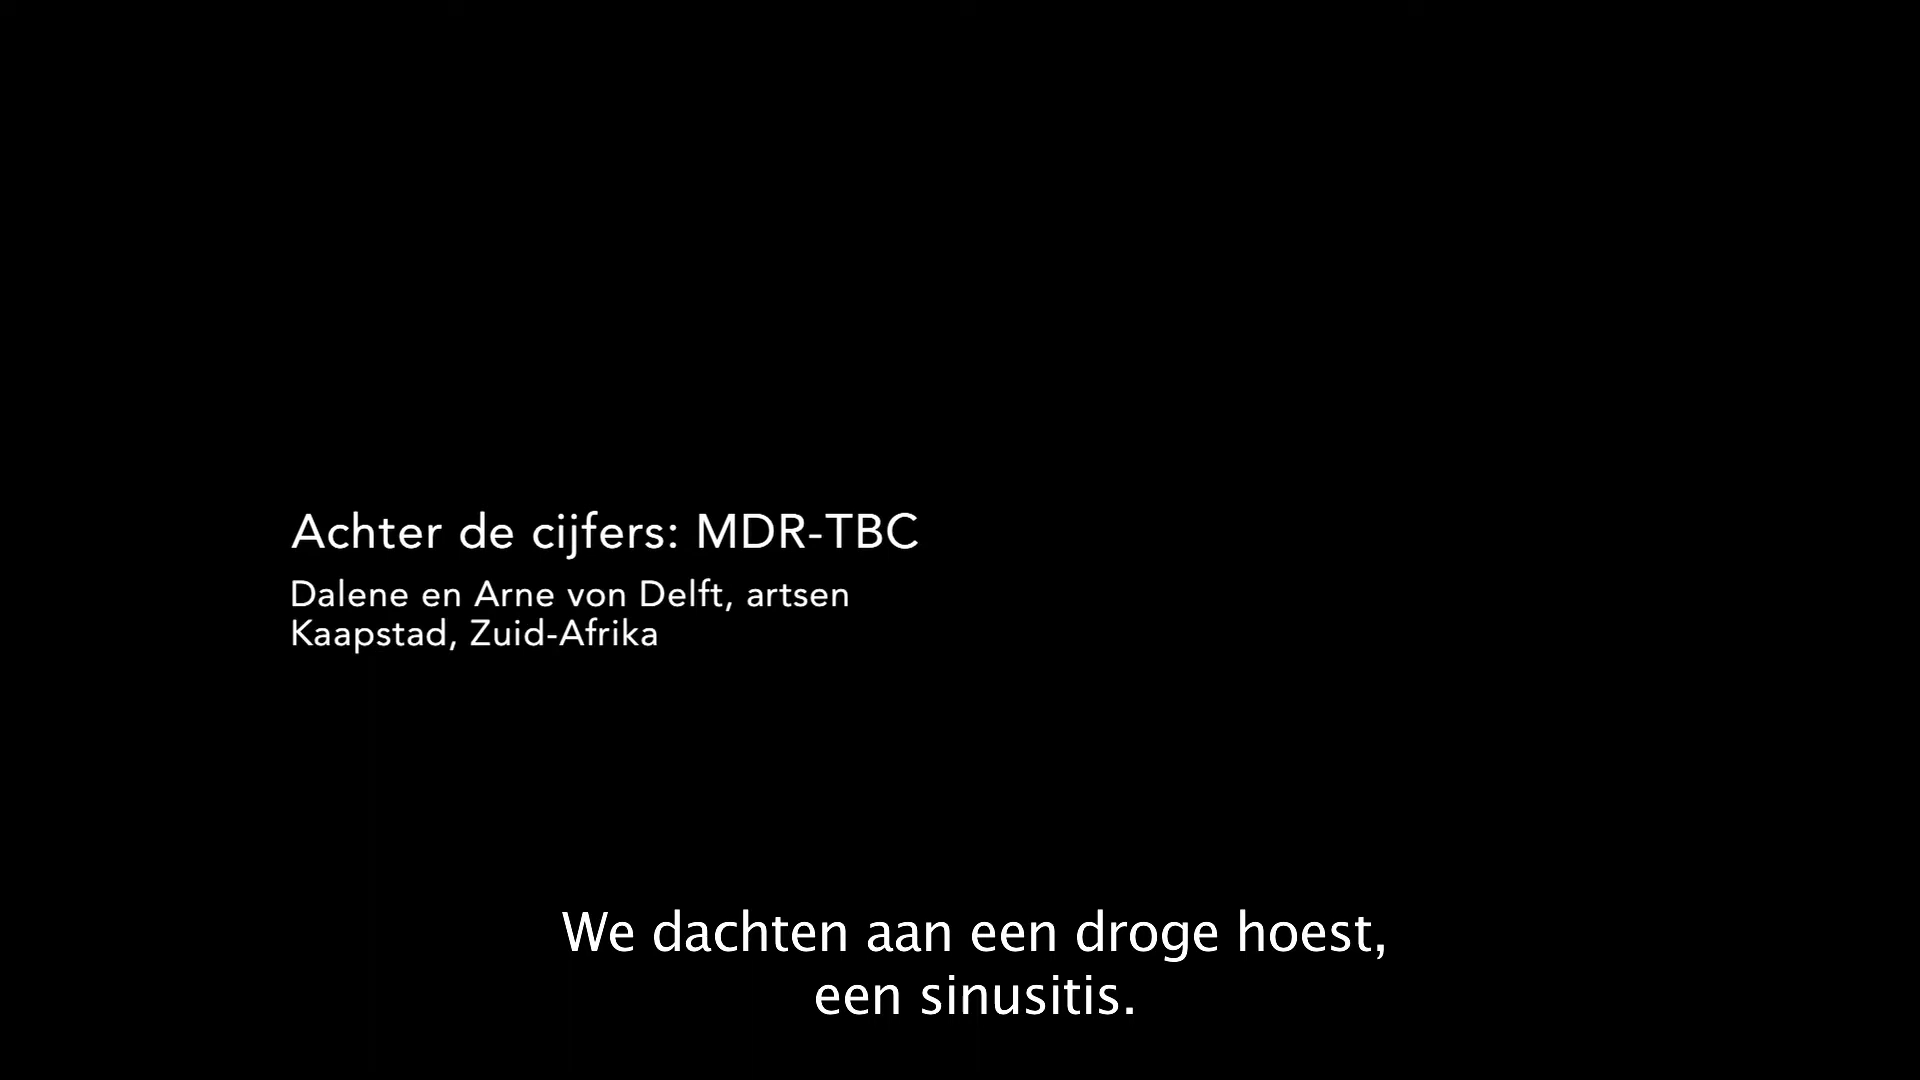 Achter de cijfers: MDR-TBC
Dalene en Arne von Delft, artsen
Kaapstad, Zuid-Afrika
We dachten aan een droge hoest,
een sinusitis.